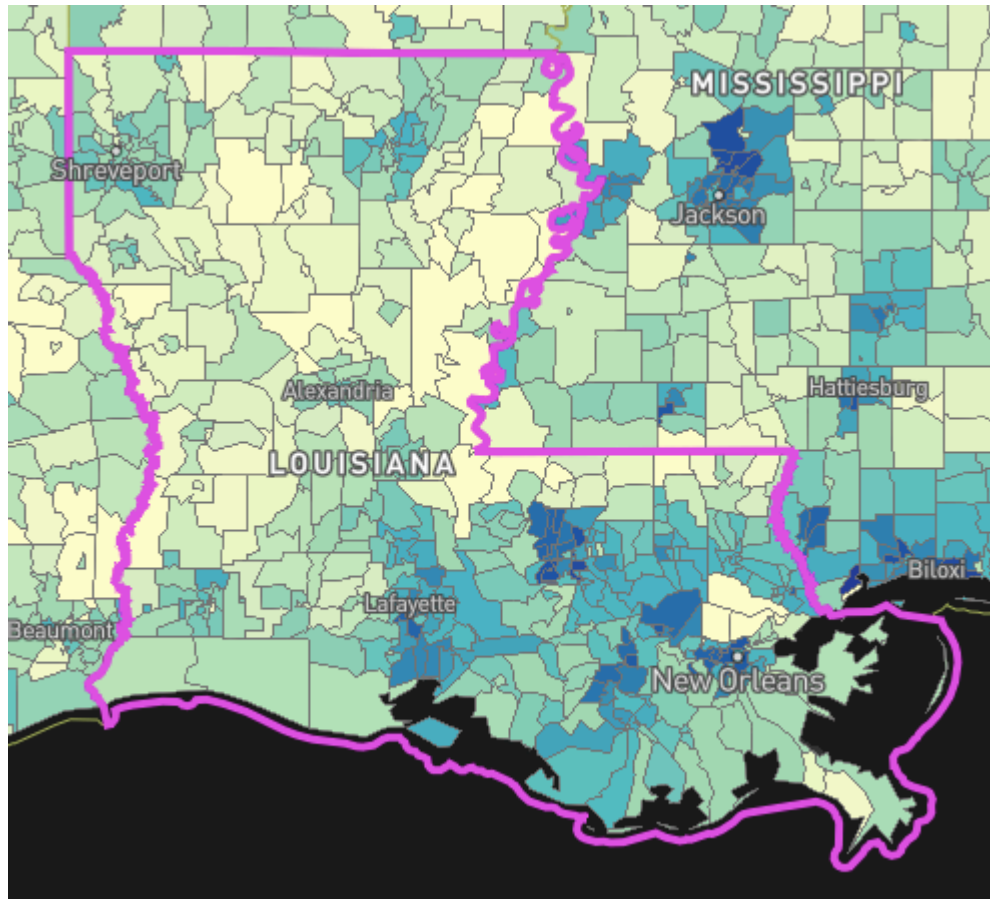 MISSISSIPPI
Shreveport
Jackson
Alexandria
Hattiesburg
LOUISIANA
Biloxi
Lafayette
Beaumont
New Orleans